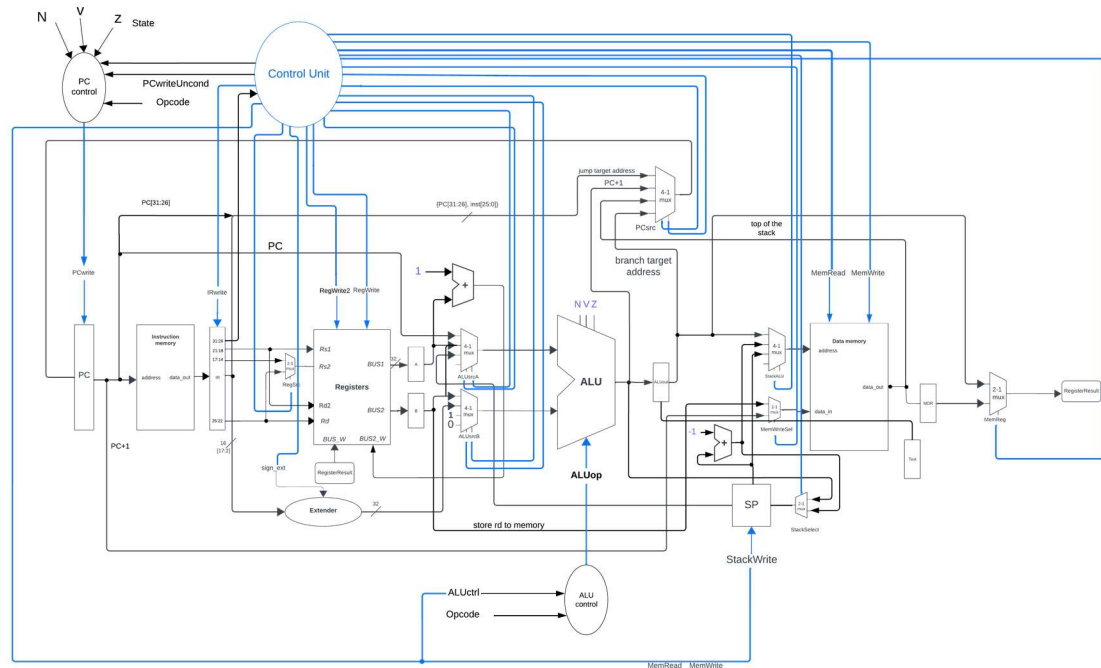 N
V
Z
State
PC
control
PCwriteUncond
Opcode
Control Unit
jump target address
PC+1
4-1
mux
PCsrc
PC[31:26]
{PC[31:26], inst[25:0]}
PC
branch target
address
top of the
stack
MemRead
MemWrite
PCwrite
IRwrite
RegWrite2
RegWrite
1
+
N V Z
PC
Instruction
memory
address
data_out
31:26
21:18
17:14
IR
25:22
2-1
mux
RegSrc
Rs1
Rs2
Registers
Rd2
Rd
BUS1
BUS2
BUS_W
BUS2_W
32
A
B
4-1
mux
ALUsrcA
4-1
mux
ALUsrcB
1
0
ALU
ALUout
4-1
mux
StackALU
2-1
mux
MemWriteSel
Data memory
address
data_out
data_in
MDR
2-1
mux
MemReg
RegisterResult
PC+1
16
[17:2]
sign_ext
RegisterResult
Extender
32
ALUop
-1
+
SP
2-1
mux
StackSelect
store rd to memory
StackWrite
ALUctrl
Opcode
ALU
control
MemRead
MemWrite